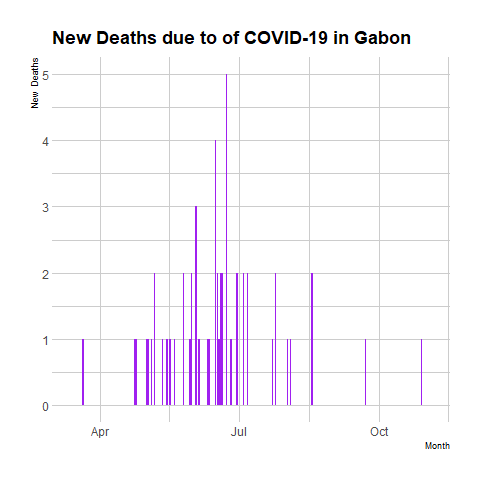 New Deaths due to of COVID-19 in Gabon
New Deaths
5
4
3
2
1
0
Apr
Jul
Oct
Month